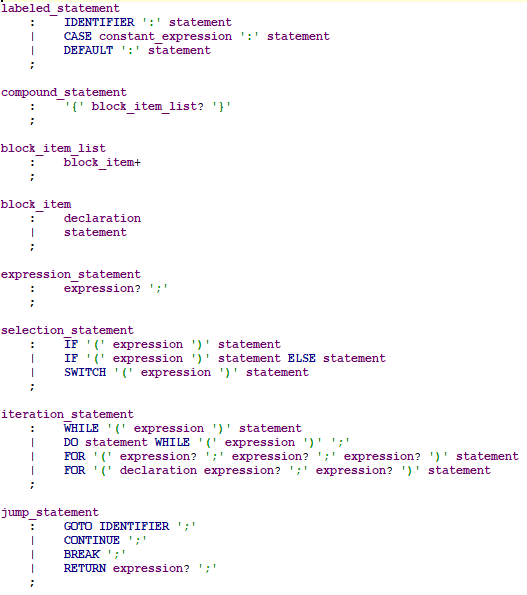 labeled_statement
    :    IDENTIFIER ':' statement
    |    CASE constant_expression ':' statement
    |    DEFAULT ':' statement
    ;
compound_statement
    :    '{' block_item_list? '}'
    ;
block_item_list
    :    block_item+
    ;
block_item
    :    declaration
    |    statement
    ;
expression_statement
    :    expression? ';'
    ;
selection_statement
    :    IF '(' expression ')' statement
    |    IF '(' expression ')' statement ELSE statement
    |    SWITCH '(' expression ')' statement
    ;
iteration_statement
    :    WHILE '(' expression ')' statement
    |    DO statement WHILE '(' expression ')' ';'
    |    FOR '(' expression? ';' expression? ';' expression? ')' statement
    |    FOR '(' declaration expression? ';' expression? ')' statement
    ;
jump_statement
    :    GOTO IDENTIFIER ';'
    |    CONTINUE ';'
    |    BREAK ';'
    |    RETURN expression? ';'
    ;